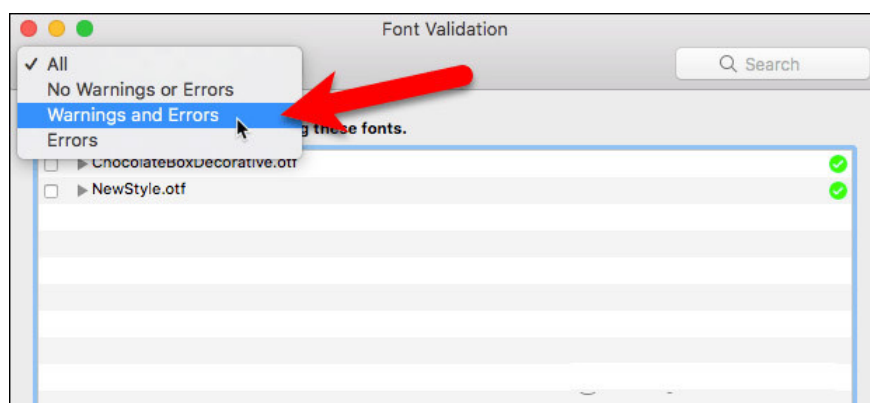 Font Validation
✓ All
Search
No Warnings or Errors
Warnings and Errors
these fonts.
Errors
ChocolateBoxDecorative.otf
NewStyle.otf